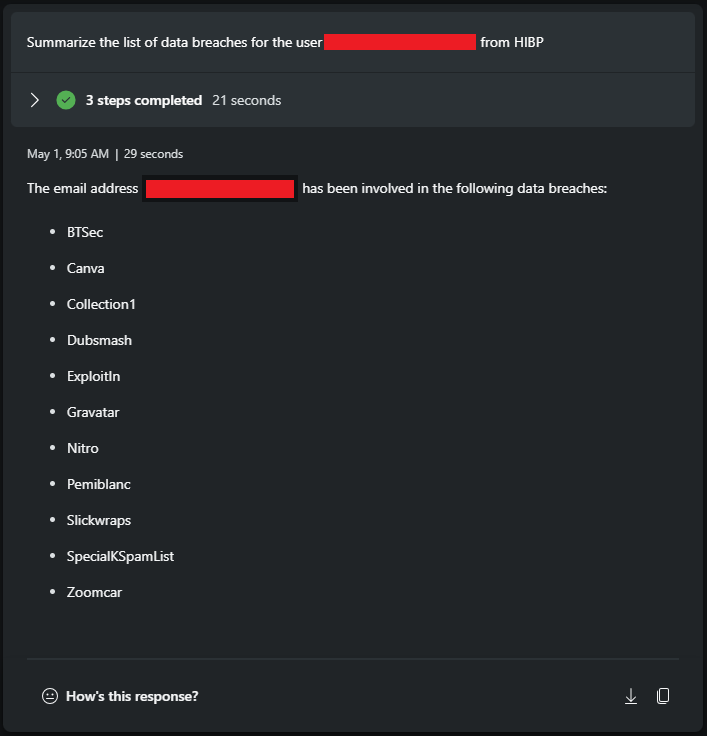 Summarize the list of data breaches for the user from HIBP
3 steps completed 21 seconds
May 1, 9:05 AM | 29 seconds
The email address has been involved in the following data breaches:
• BTSec
• Canva
• Collection1
• Dubsmash
• ExploitIn
• Gravatar
• Nitro
• Pemiblanc
• Slickwraps
• SpecialKSpamList
• Zoomcar
How's this response?